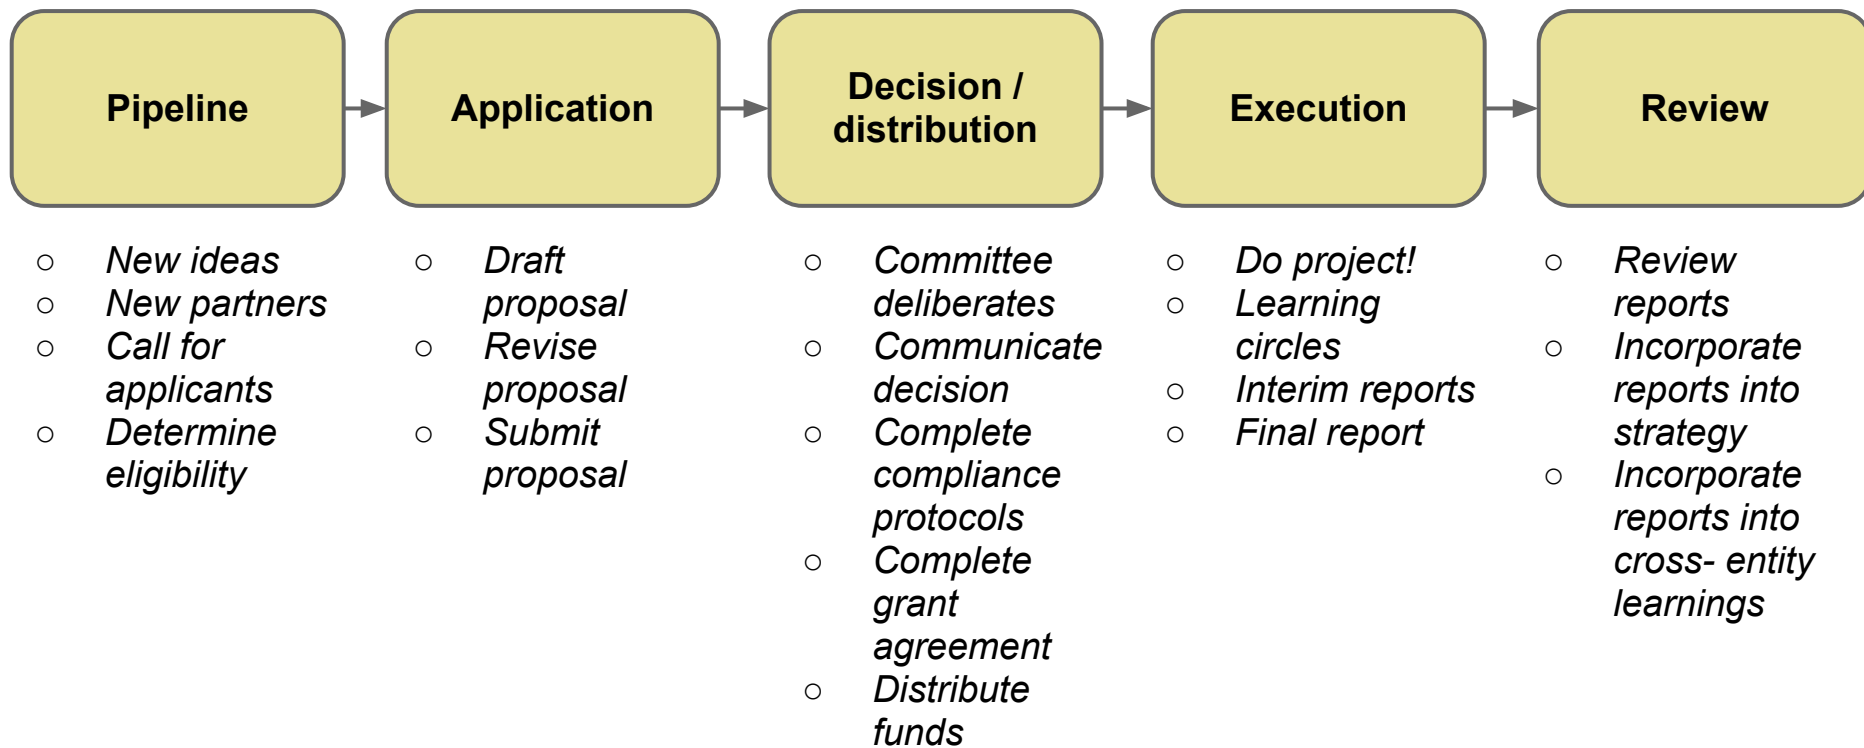 Pipeline
Application
Decision /
distribution
Execution
Review
○ New ideas
○ New partners
○ Call for
applicants
○ Determine
eligibility
○ Draft
proposal
○ Revise
proposal
○ Submit
proposal
○ Committee
deliberates
○ Communicate
decision
○ Complete
compliance
protocols
○ Complete
grant
agreement
○ Distribute
funds
○ Do project!
○ Learning
circles
○ Interim reports
○ Final report
○ Review
reports
○ Incorporate
reports into
strategy
○ Incorporate
reports into
cross- entity
learnings